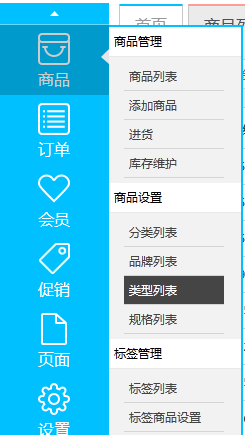 首页
商品
订单
会员
促销
页面
设置
商品管理
商品列表
添加商品
进货
库存维护
商品设置
分类列表
品牌列表
类型列表
规格列表
标签管理
标签列表
标签商品设置